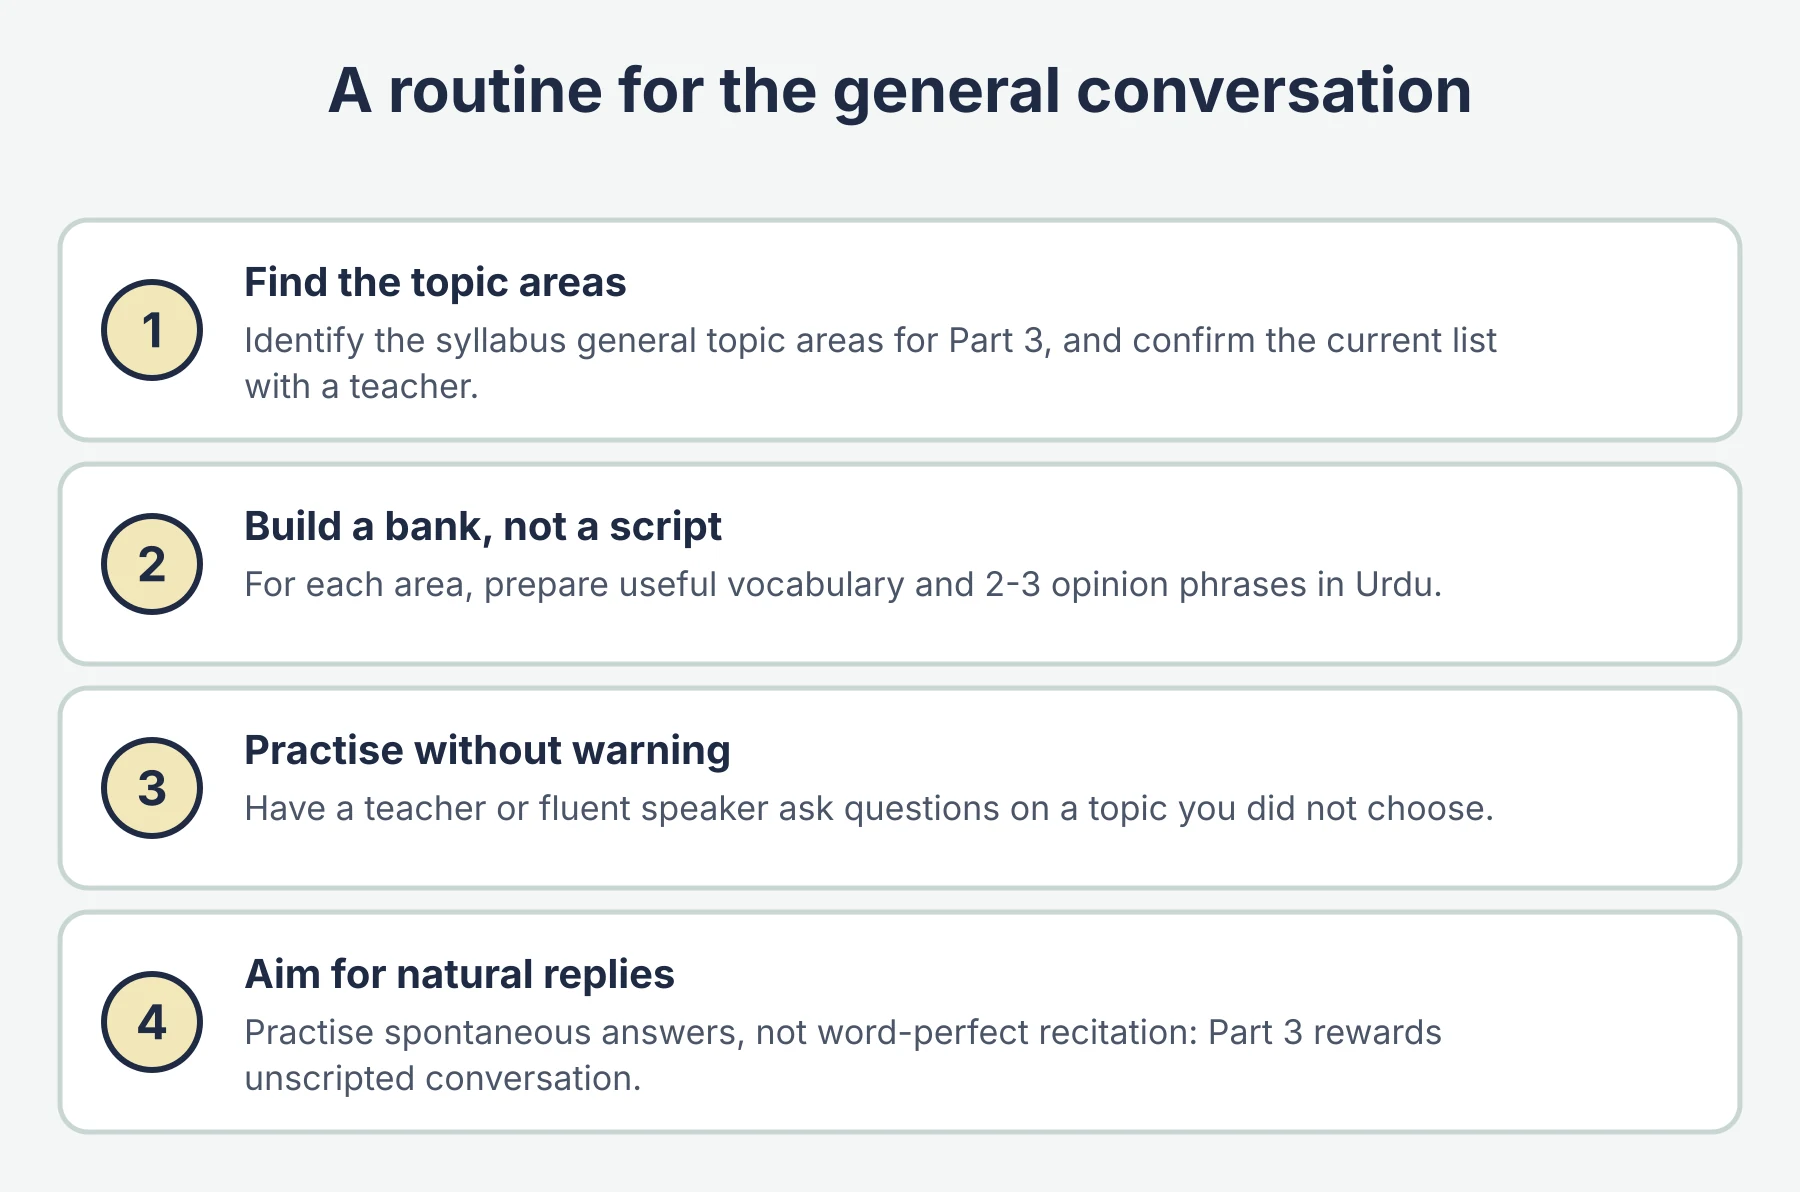 A routine for the general conversation
1
Find the topic areas
Identify the syllabus general topic areas for Part 3, and confirm the current list
with a teacher.
2
Build a bank, not a script
For each area, prepare useful vocabulary and 2-3 opinion phrases in Urdu.
3
Practise without warning
Have a teacher or fluent speaker ask questions on a topic you did not choose.
4
Aim for natural replies
Practise spontaneous answers, not word-perfect recitation: Part 3 rewards
unscripted conversation.